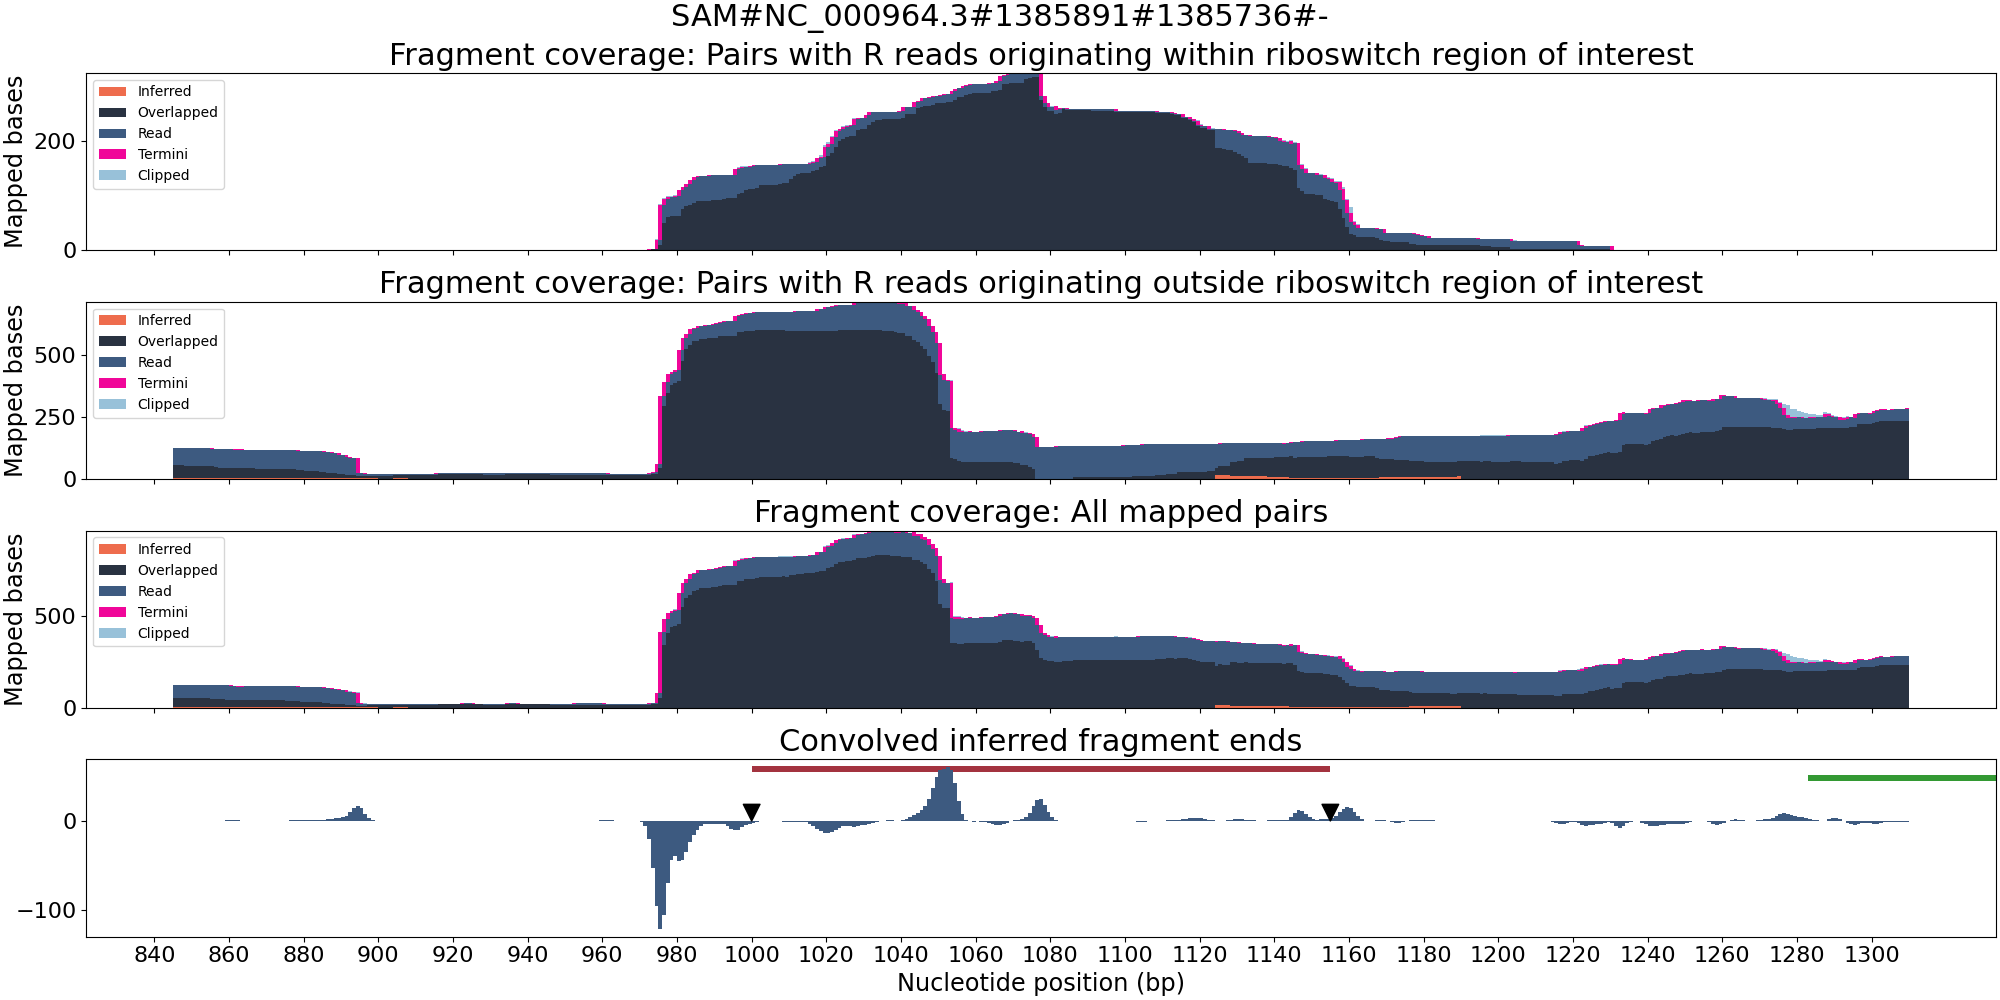 SAM#NC_000964.3#1385891#1385736#-
Fragment coverage: Pairs with R reads originating within riboswitch region of interest
Mapped bases
200
0
Inferred
Overlapped
Read
Termini
Clipped
Fragment coverage: Pairs with R reads originating outside riboswitch region of interest
Mapped bases
500
250
0
Inferred
Overlapped
Read
Termini
Clipped
Fragment coverage: All mapped pairs
Mapped bases
500
0
Inferred
Overlapped
Read
Termini
Clipped
Convolved inferred fragment ends
0
−100
840 860 880 900 920 940 960 980 1000 1020 1040 1060 1080 1100 1120 1140 1160 1180 1200 1220 1240 1260 1280 1300
Nucleotide position (bp)